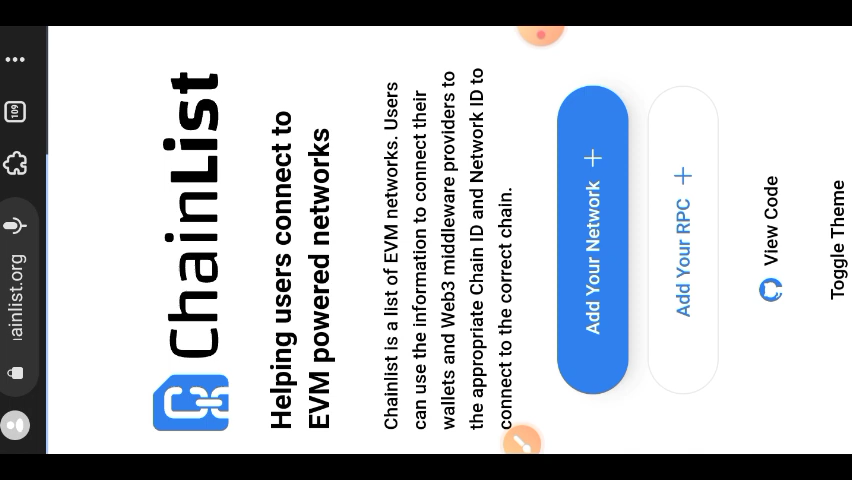 ainlist.org
109
ChainList
Helping users connect to
EVM powered networks
Chainlist is a list of EVM networks. Users
can use the information to connect their
wallets and Web3 middleware providers to
the appropriate Chain ID and Network ID to
connect to the correct chain.
Add Your Network +
Add Your RPC +
View Code
Toggle Theme